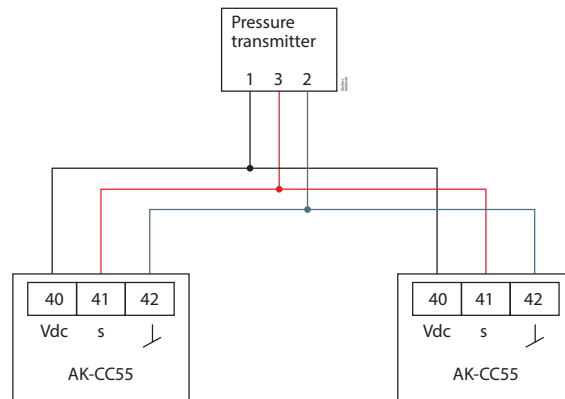 Pressure
transmitter
1 3 2
40 41 42
Vdc s
AK-CC55
40 41 42
Vdc s
AK-CC55